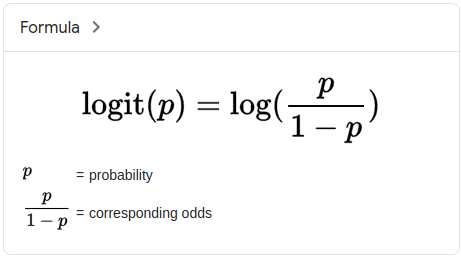 Formula >
logit(p) = log(p/(1 − p))
p = probability
p/(1 − p) = corresponding odds